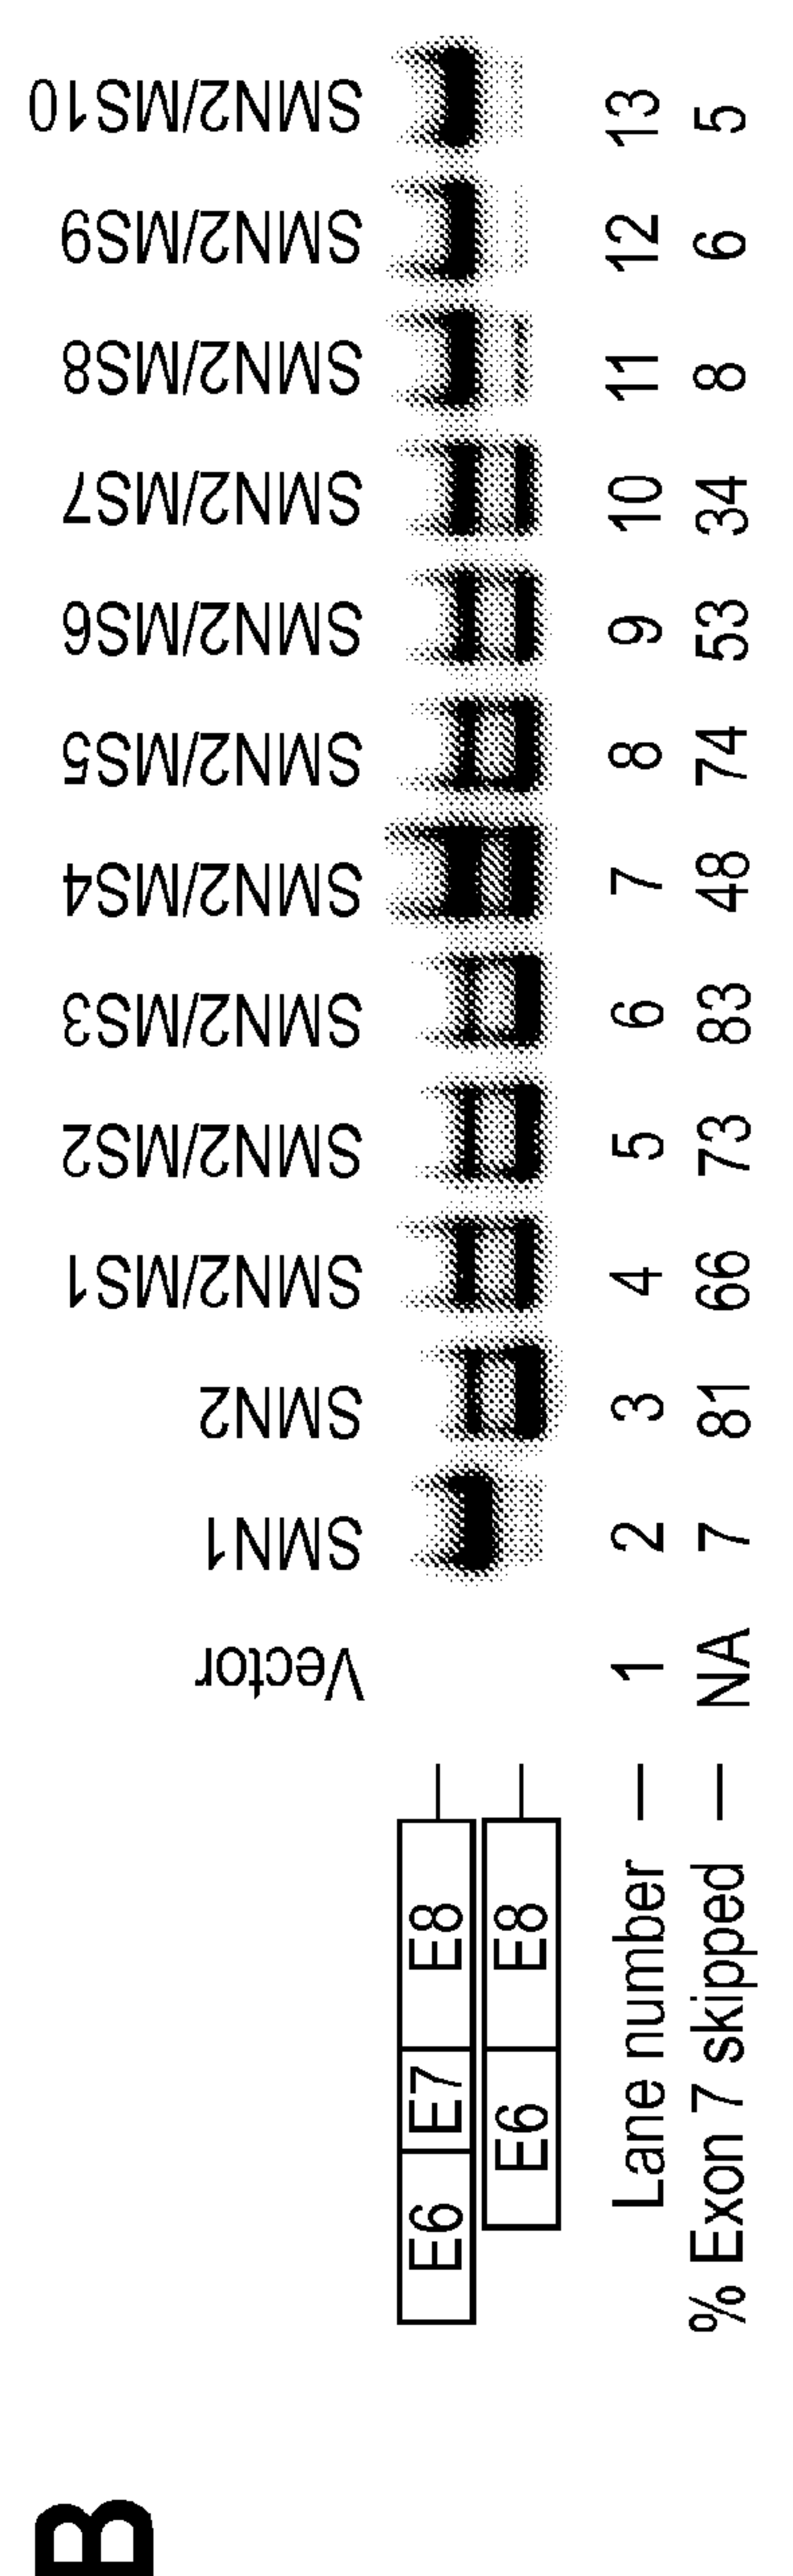 B
Vector SMN1 SMN2 SMN2/MS1 SMN2/MS2 SMN2/MS3 SMN2/MS4 SMN2/MS5 SMN2/MS6 SMN2/MS7 SMN2/MS8 SMN2/MS9 SMN2/MS10
E6 E7 E8
E6 E8
Lane number — 1 2 3 4 5 6 7 8 9 10 11 12 13
% Exon 7 skipped — NA 7 81 66 73 83 48 74 53 34 8 6 5